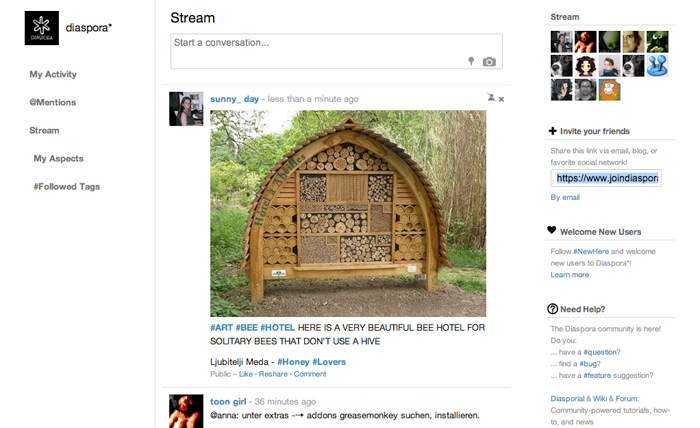 DIASPORA
diaspora*
My Activity
@Mentions
Stream
My Aspects
#Followed Tags
Stream
Start a conversation...
sunny_ day - less than a minute ago
Hôtel à Abeilles
#ART #BEE #HOTEL HERE IS A VERY BEAUTIFUL BEE HOTEL FOR
SOLITARY BEES THAT DON'T USE A HIVE
Ljubitelji Meda - #Honey #Lovers
Public – Like · Reshare · Comment
toon girl - 36 minutes ago
@anna: unter extras --→ addons greasemonkey suchen, installieren.
Stream
Invite your friends
Share this link via email, blog, or
favorite social network!
https://www.joindiaspora
By email
Welcome New Users
Follow #NewHere and welcome
new users to Diaspora*!
Learn more
Need Help?
The Diaspora community is here!
Do you:
... have a #question?
... find a #bug?
... have a #feature suggestion?
Diasporial & Wiki & Forum:
Community-powered tutorials, how-
to, and news